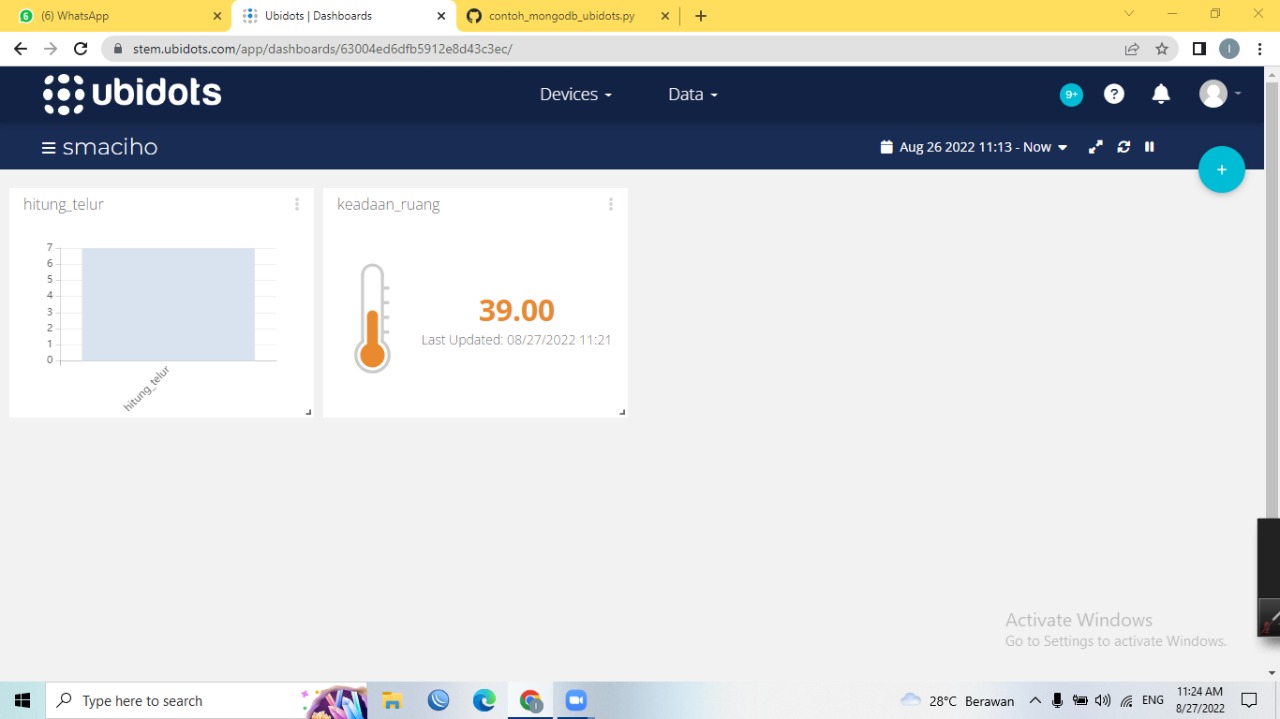 6 (6) WhatsApp
Ubidots | Dashboards
contoh_mongodb_ubidots.py
stem.ubidots.com/app/dashboards/63004ed6dfb5912e8d43c3ec/
I
ubidots
Devices
Data
9+
?
smaciho
Aug 26 2022 11:13 - Now
+
hitung_telur
7
6
5
4
3
2
1
0
hitung_telur
keadaan_ruang
39.00
Last Updated: 08/27/2022 11:21
Activate Windows
Go to Settings to activate Windows.
Type here to search
28°C Berawan
ENG
11:24 AM
8/27/2022